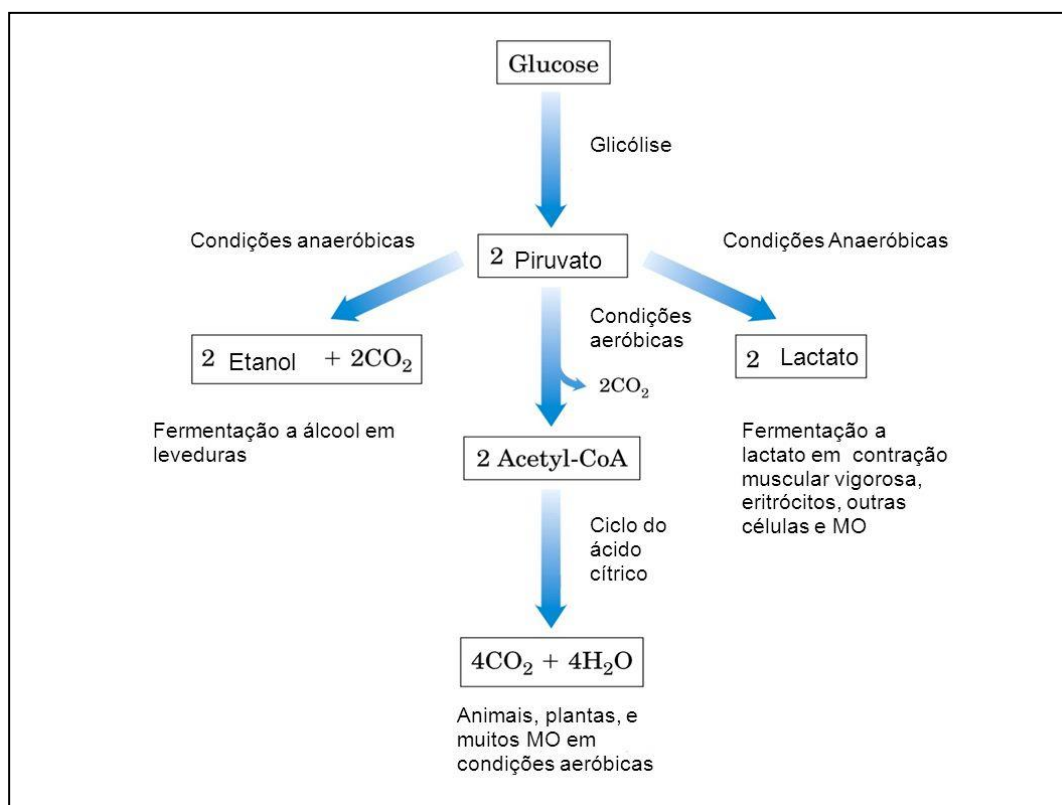 Glucose
Glicólise
Condições anaeróbicas
2 Piruvato
Condições Anaeróbicas
Condições
aeróbicas
2 Etanol + 2CO₂
2CO₂
2 Lactato
Fermentação a álcool em
leveduras
2 Acetyl-CoA
Fermentação a
lactato em contração
muscular vigorosa,
eritrócitos, outras
células e MO
Ciclo do
ácido
cítrico
4CO₂ + 4H₂O
Animais, plantas, e
muitos MO em
condições aeróbicas